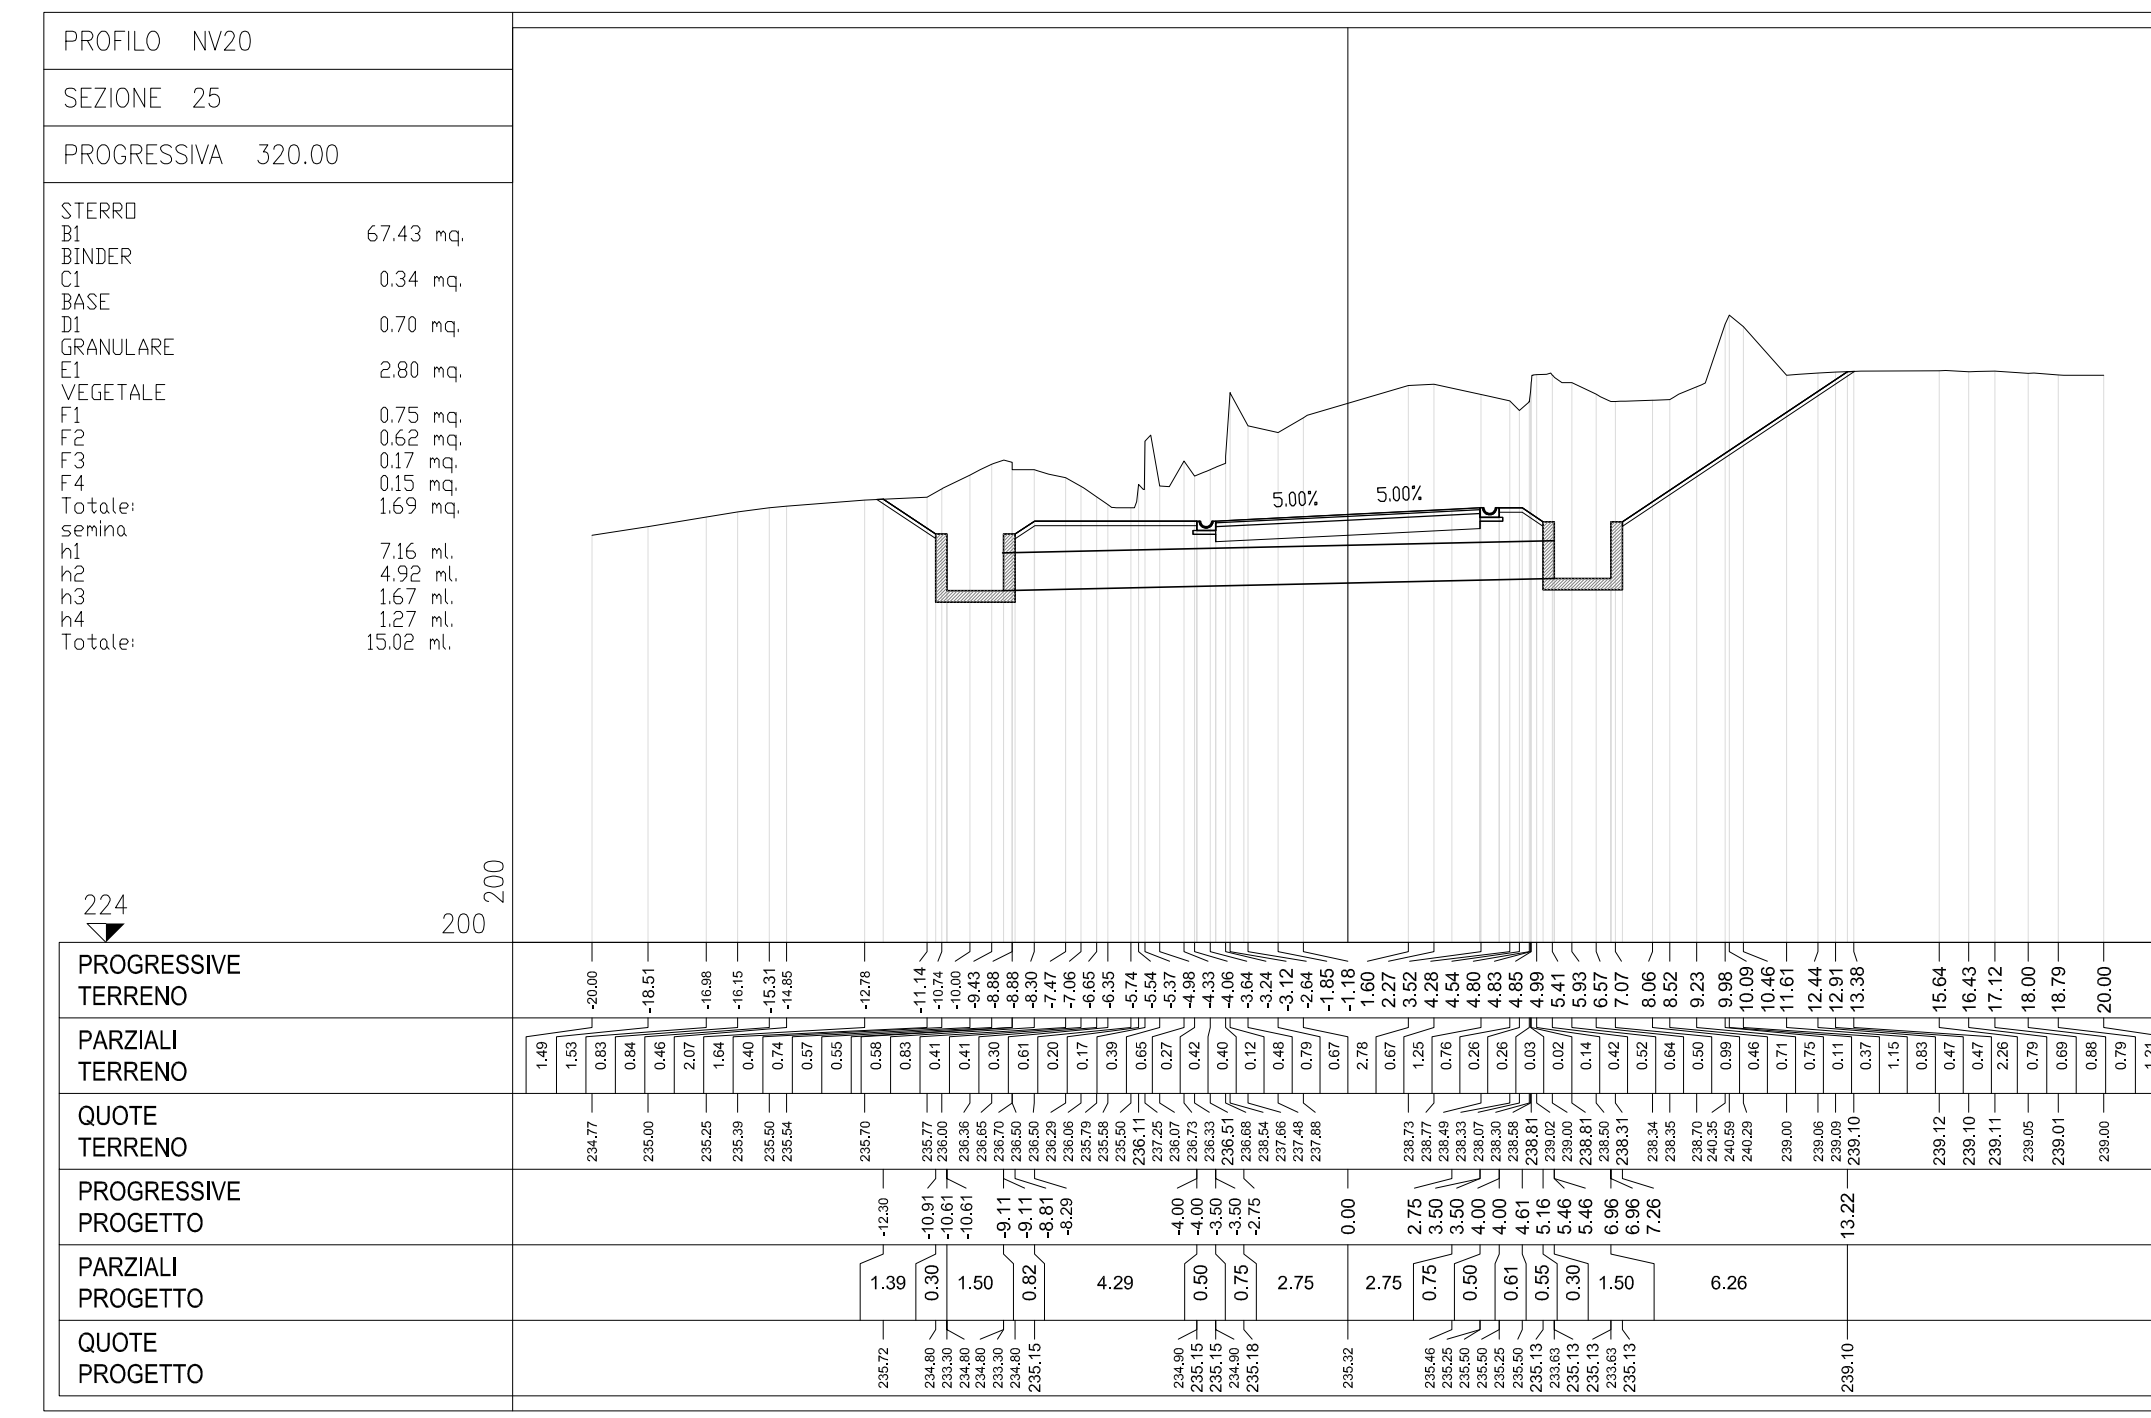 PROFILO NV20
SEZIONE 25
PROGRESSIVA 320.00
STERRO
B1 67.43 mq.
BINDER
C1 0.34 mq.
BASE
D1 0.70 mq.
GRANULARE
E1 2.80 mq.
VEGETALE
F1 0.75 mq.
F2 0.62 mq.
F3 0.17 mq.
F4 0.15 mq.
Totale: 1.69 mq.
semina
h1 7.16 ml.
h2 4.92 ml.
h3 1.67 ml.
h4 1.27 ml.
Totale: 15.02 ml.
224
200
200
5.00% 5.00%
PROGRESSIVE
TERRENO
-20.00 -18.51 -16.98 -16.15 -15.31 -14.85 -12.78 -11.14 -10.74 -10.00 -9.43 -8.88 -8.88 -8.30 -7.47 -7.06 -6.65 -6.35 -5.74 -5.54 -5.37 -4.98 -4.33 -4.06 -3.64 -3.24 -3.12 -2.64 -1.85 -1.18 1.60 2.27 3.52 4.28 4.54 4.80 4.83 4.85 4.99 5.41 5.93 6.57 7.07 8.06 8.52 9.23 9.98 10.09 10.46 11.61 12.44 12.91 13.38 15.64 16.43 17.12 18.00 18.79 20.00
PARZIALI
TERRENO
1.49 1.53 0.83 0.84 0.46 2.07 1.64 0.40 0.74 0.57 0.55 0.58 0.83 0.41 0.41 0.30 0.61 0.20 0.17 0.39 0.65 0.27 0.42 0.40 0.12 0.48 0.79 0.67 2.78 0.67 1.25 0.76 0.26 0.26 0.03 0.02 0.14 0.42 0.52 0.64 0.50 0.99 0.46 0.71 0.75 0.11 0.37 1.15 0.83 0.47 0.47 2.26 0.79 0.69 0.88 0.79 1.21
QUOTE
TERRENO
234.77 235.00 235.25 235.39 235.50 235.54 235.70 235.77 236.00 236.36 236.65 236.70 236.50 236.50 236.29 236.06 235.79 235.58 235.50 236.11 237.25 236.07 236.73 236.33 236.51 236.68 238.54 237.66 237.48 237.88 238.73 238.77 238.49 238.33 238.07 238.30 238.58 238.81 239.02 239.00 238.81 238.50 238.31 238.34 238.35 238.70 240.35 240.59 240.29 239.00 239.06 239.09 239.10 239.12 239.10 239.11 239.05 239.01 239.00
PROGRESSIVE
PROGETTO
-12.30 -10.91 -10.61 -10.61 -9.11 -9.11 -8.81 -8.29 -4.00 -4.00 -3.50 -3.50 -2.75 0.00 2.75 3.50 3.50 4.00 4.00 4.61 5.16 5.46 5.46 6.96 6.96 7.26 13.22
PARZIALI
PROGETTO
1.39 0.30 1.50 0.82 4.29 0.50 0.75 2.75 2.75 0.75 0.50 0.61 0.55 0.30 1.50 6.26
QUOTE
PROGETTO
235.72 234.80 233.30 234.80 234.80 233.30 234.80 235.15 234.90 235.15 235.15 234.90 235.18 235.32 235.46 235.25 235.50 235.50 235.25 235.50 235.13 233.63 235.13 235.13 233.63 235.13 239.10